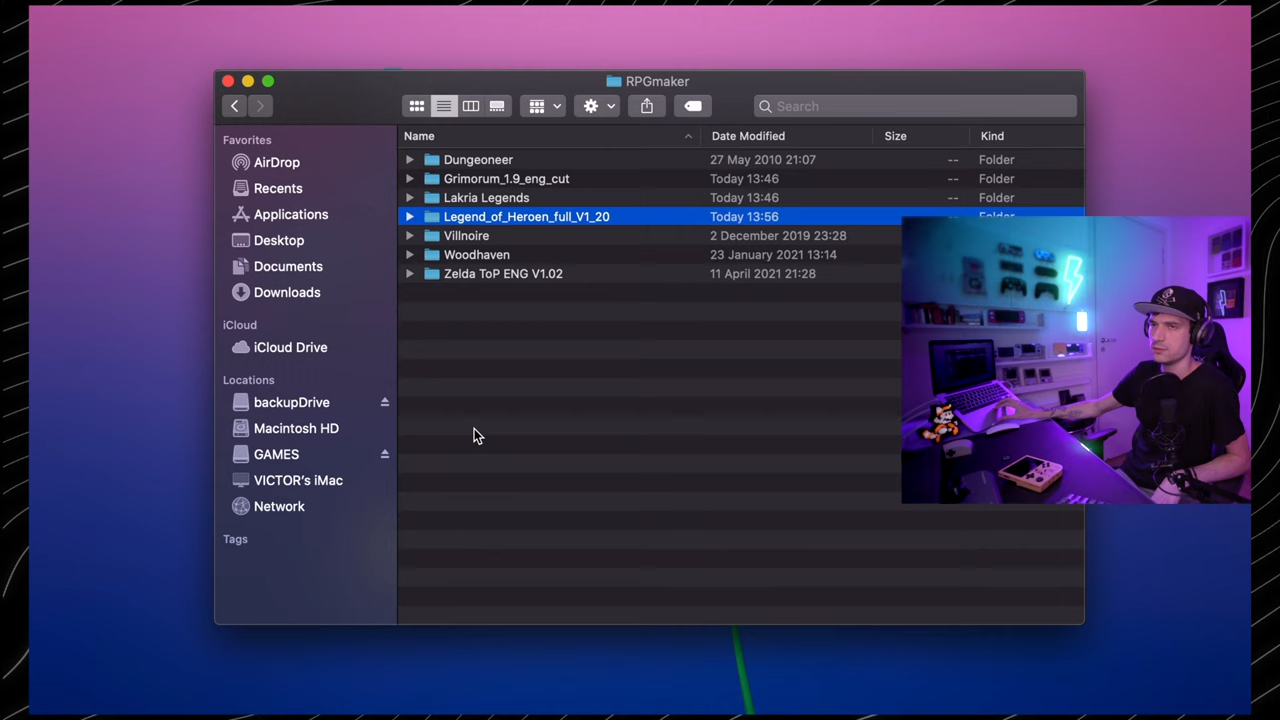 RPGmaker
Search
Favorites
AirDrop
Recents
Applications
Desktop
Documents
Downloads
iCloud
iCloud Drive
Locations
backupDrive
Macintosh HD
GAMES
VICTOR's iMac
Network
Tags
Name Date Modified Size Kind
Dungeoneer 27 May 2010 21:07 -- Folder
Grimorum_1.9_eng_cut Today 13:46 -- Folder
Lakria Legends Today 13:46 -- Folder
Legend_of_Heroen_full_V1_20 Today 13:56 -- Folder
Villnoire 2 December 2019 23:28
Woodhaven 23 January 2021 13:14
Zelda ToP ENG V1.02 11 April 2021 21:28